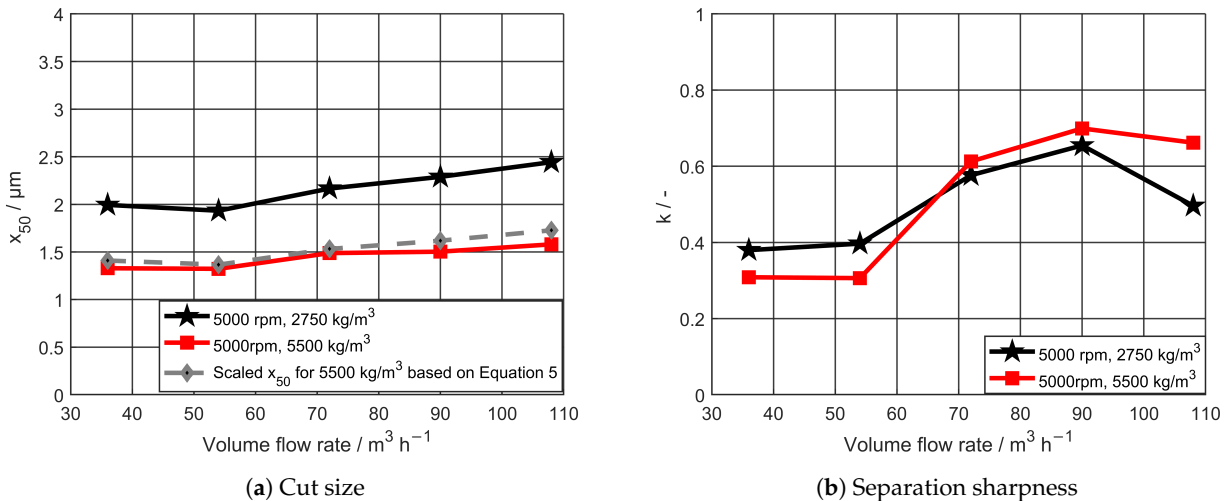 4
3.5
3
2.5
2
1.5
1
0.5
0
x50 / µm
30 40 50 60 70 80 90 100 110
Volume flow rate / m³ h⁻¹
5000 rpm, 2750 kg/m³
5000rpm, 5500 kg/m³
Scaled x50 for 5500 kg/m³ based on Equation 5
(a) Cut size
1
0.8
0.6
0.4
0.2
0
k / -
30 40 50 60 70 80 90 100 110
Volume flow rate / m³ h⁻¹
5000 rpm, 2750 kg/m³
5000rpm, 5500 kg/m³
(b) Separation sharpness